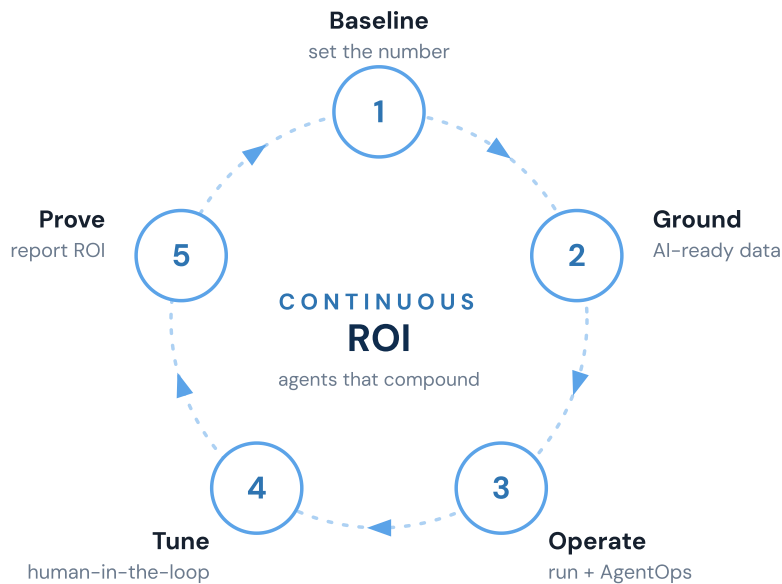 Baseline
set the number
1
Prove
report ROI
5
2
Ground
AI-ready data
CONTINUOUS
ROI
agents that compound
4
3
Tune
human-in-the-loop
Operate
run + AgentOps